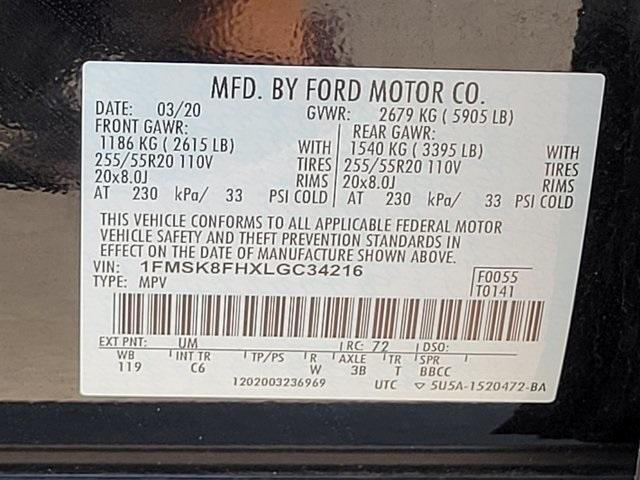 MFD. BY FORD MOTOR CO.
DATE: 03/20 GVWR: 2679 KG ( 5905 LB)
FRONT GAWR: REAR GAWR:
1186 KG ( 2615 LB) WITH 1540 KG ( 3395 LB) WITH
255/55R20 110V TIRES 255/55R20 110V TIRES
20x8.0J RIMS 20x8.0J RIMS
AT 230 kPa/ 33 PSI COLD AT 230 kPa/ 33 PSI COLD
THIS VEHICLE CONFORMS TO ALL APPLICABLE FEDERAL MOTOR
VEHICLE SAFETY AND THEFT PREVENTION STANDARDS IN
EFFECT ON THE DATE OF MANUFACTURE SHOWN ABOVE.
VIN: 1FMSK8FHXLGC34216 F0055
TYPE: MPV T0141
EXT PNT: UM RC: 72 DSO:
WB INT TR TP/PS R AXLE TR SPR
119 C6 W 3B T BBCC
1202003236969 UTC ▽ 5U5A-1520472-BA